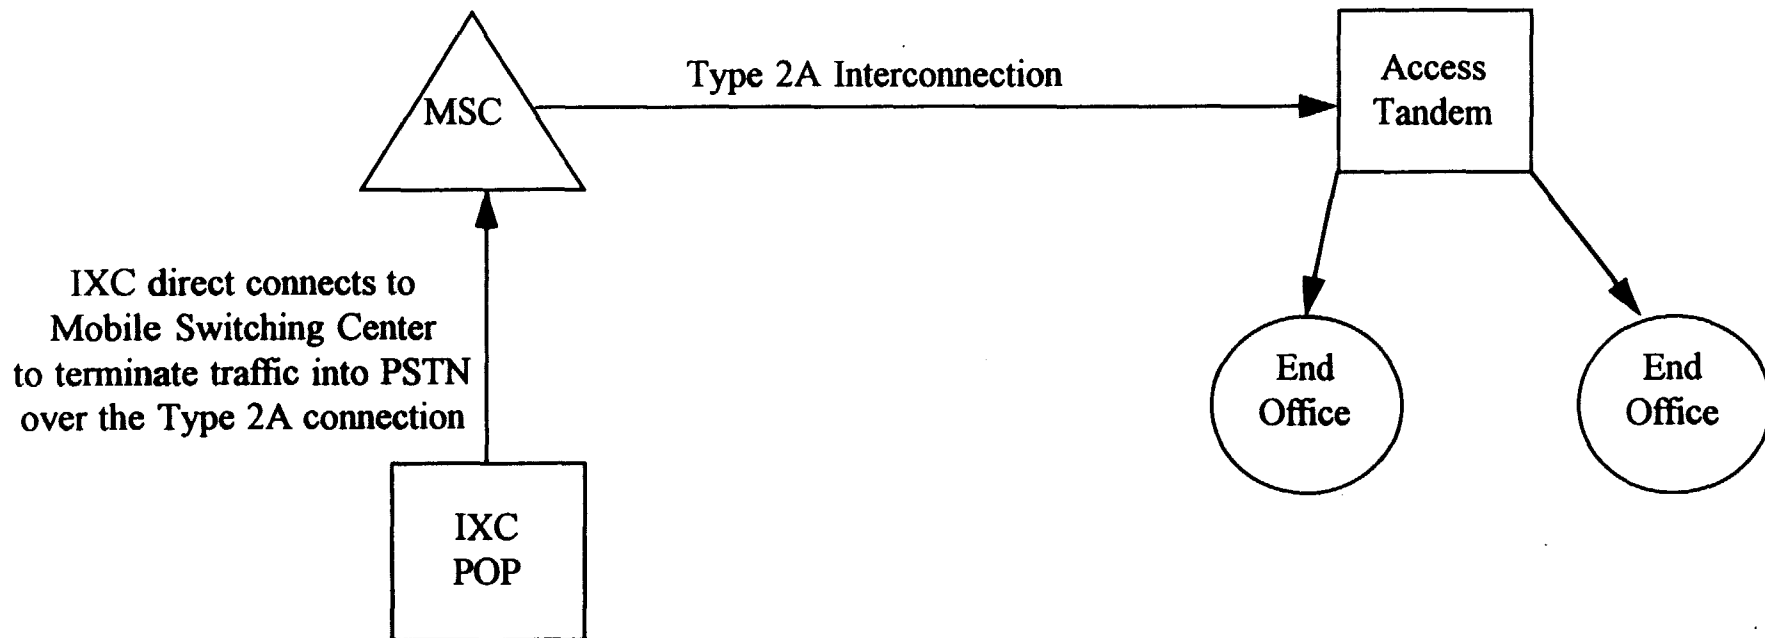 Type 2A Interconnection
Access
Tandem
MSC
IXC direct connects to
Mobile Switching Center
to terminate traffic into PSTN
over the Type 2A connection
End
Office
End
Office
IXC
POP